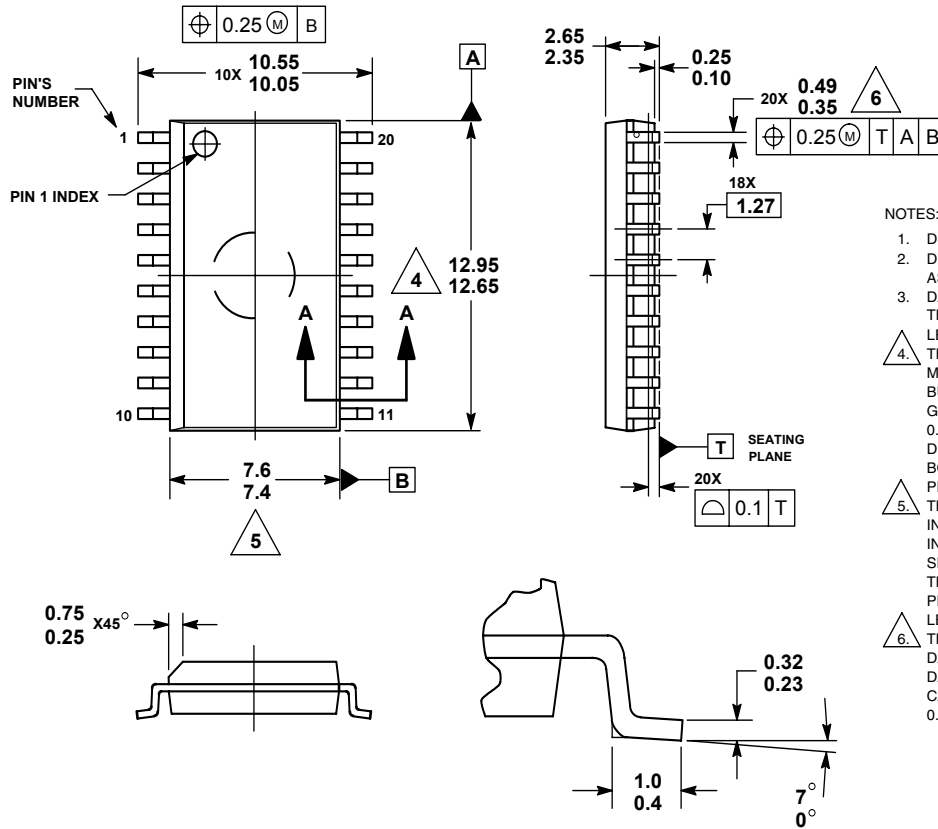 0.25 M B
10X 10.55
10.05
PIN'S
NUMBER
1
20
PIN 1 INDEX
A
4
12.95
12.65
A A
10
11
7.6
7.4
B
5
2.65
2.35
0.25
0.10
20X 0.49
0.35
6
0.25 M T A B
18X
1.27
T SEATING
PLANE
20X
0.1 T
NOTES:
1. D
2. D
3.
4.
5.
6.
0.75
0.25 X45°
0.32
0.23
1.0
0.4
7°
0°